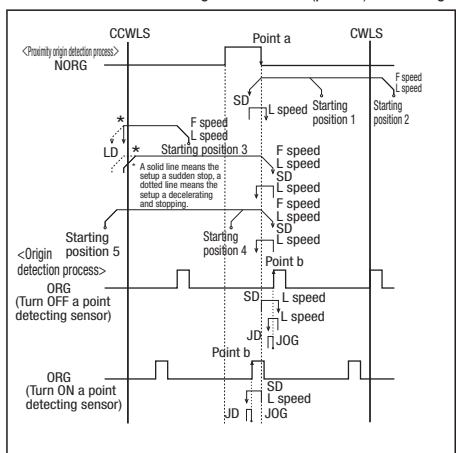 CCWLS
CWLS
Point a
<Proximity origin detection process>
NORG
F speed
L speed
SD
L speed
Starting position 1
Starting position 2
*
F speed
L speed
LD
*
Starting position 3
F speed
L speed
SD
L speed
* A solid line means the
setup a sudden stop, a
dotted line means the
setup a decelerating
and stopping.
F speed
L speed
SD
L speed
Starting
position 5
Starting
position 4
<Origin
detection process>
Point b
ORG
(Turn OFF a point
detecting sensor)
SD
L speed
L speed
JD
JOG
Point b
ORG
(Turn ON a point
detecting sensor)
SD
L speed
JD
JOG